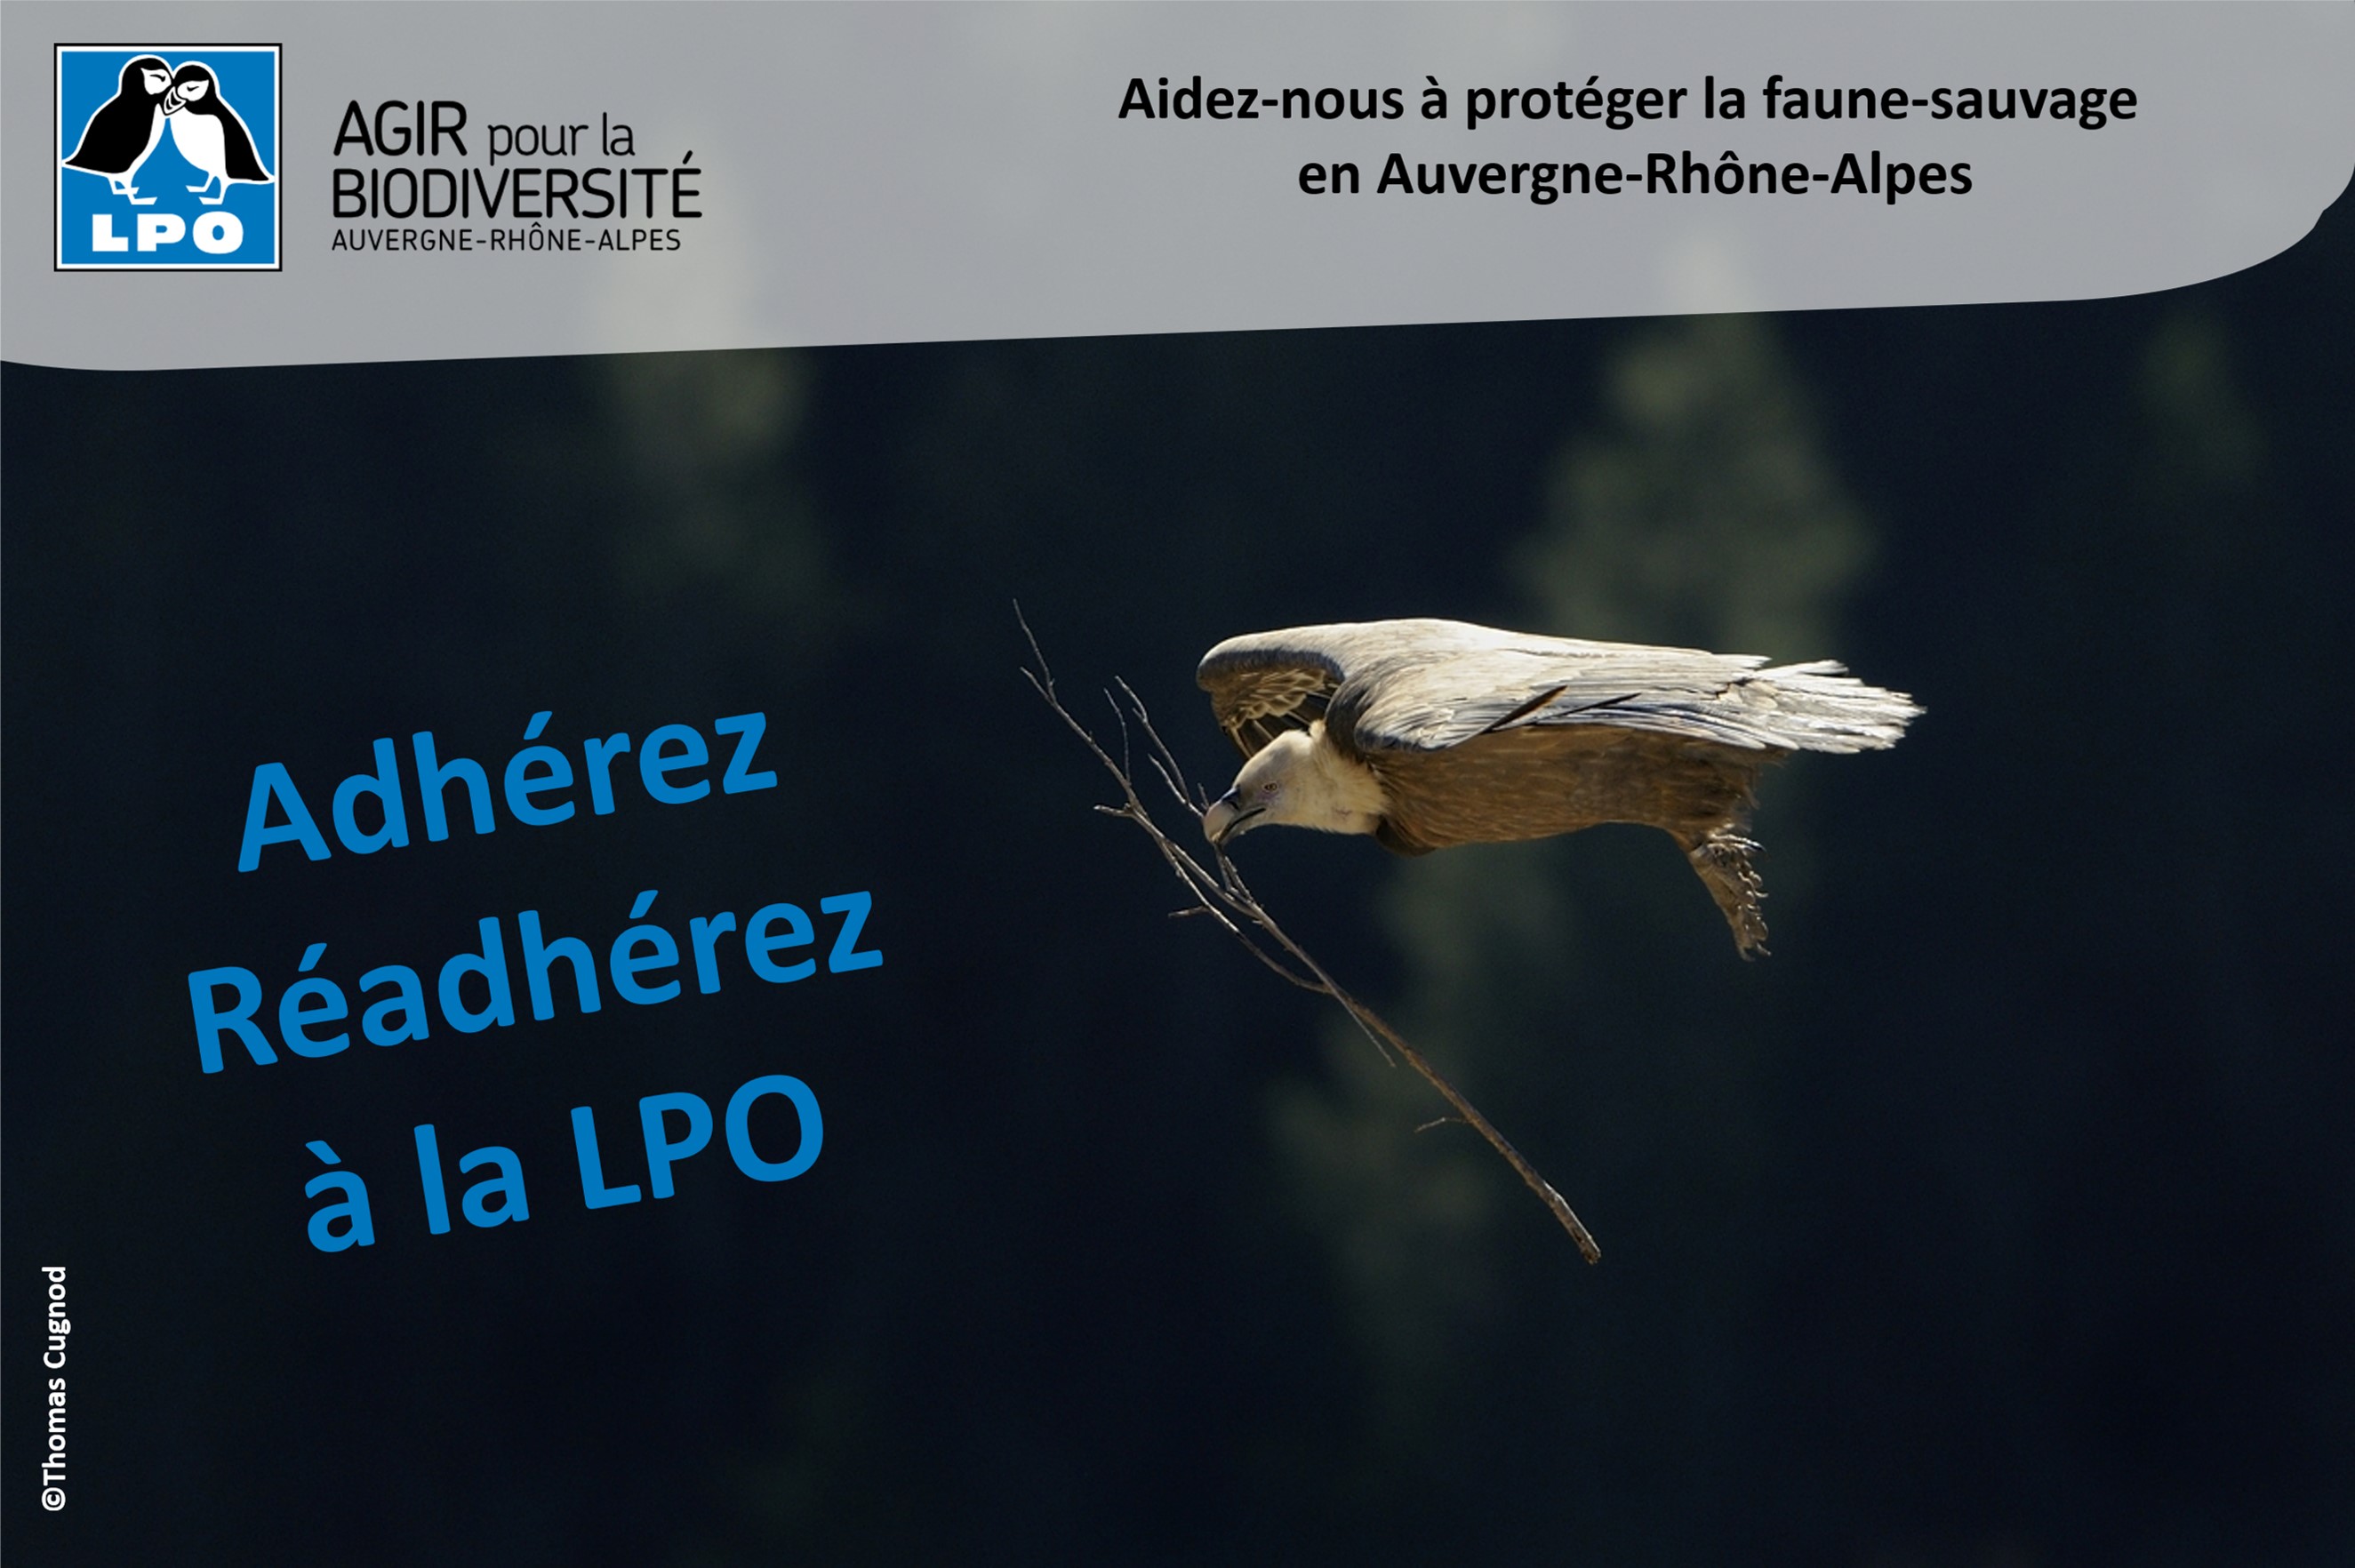 LPO
AGIR pour la
BIODIVERSITÉ
AUVERGNE-RHÔNE-ALPES
Aidez-nous à protéger la faune-sauvage
en Auvergne-Rhône-Alpes
Adhérez
Réadhérez
à la LPO
©Thomas Cugnod